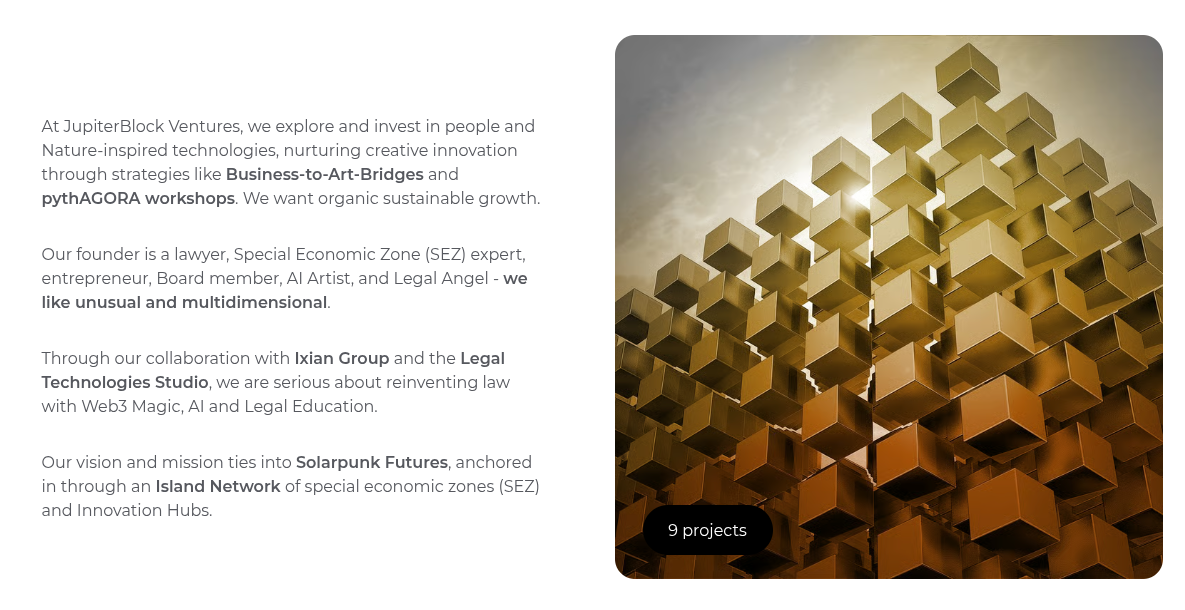 At JupiterBlock Ventures, we explore and invest in people and
Nature-inspired technologies, nurturing creative innovation
through strategies like Business-to-Art-Bridges and
pythAGORA workshops. We want organic sustainable growth.
Our founder is a lawyer, Special Economic Zone (SEZ) expert,
entrepreneur, Board member, AI Artist, and Legal Angel - we
like unusual and multidimensional.
Through our collaboration with Ixian Group and the Legal
Technologies Studio, we are serious about reinventing law
with Web3 Magic, AI and Legal Education.
Our vision and mission ties into Solarpunk Futures, anchored
in through an Island Network of special economic zones (SEZ)
and Innovation Hubs.
9 projects